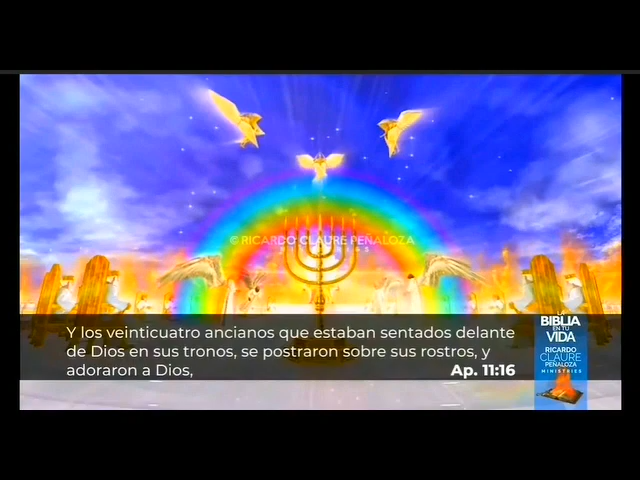 © RICARDO CLAURE PEÑALOZA
Y los veinticuatro ancianos que estaban sentados delante
de Dios en sus tronos, se postraron sobre sus rostros, y
adoraron a Dios,
Ap. 11:16
BIBLIA
EN TU
VIDA
RICARDO
CLAURE
PEÑALOZA
MINISTRIES